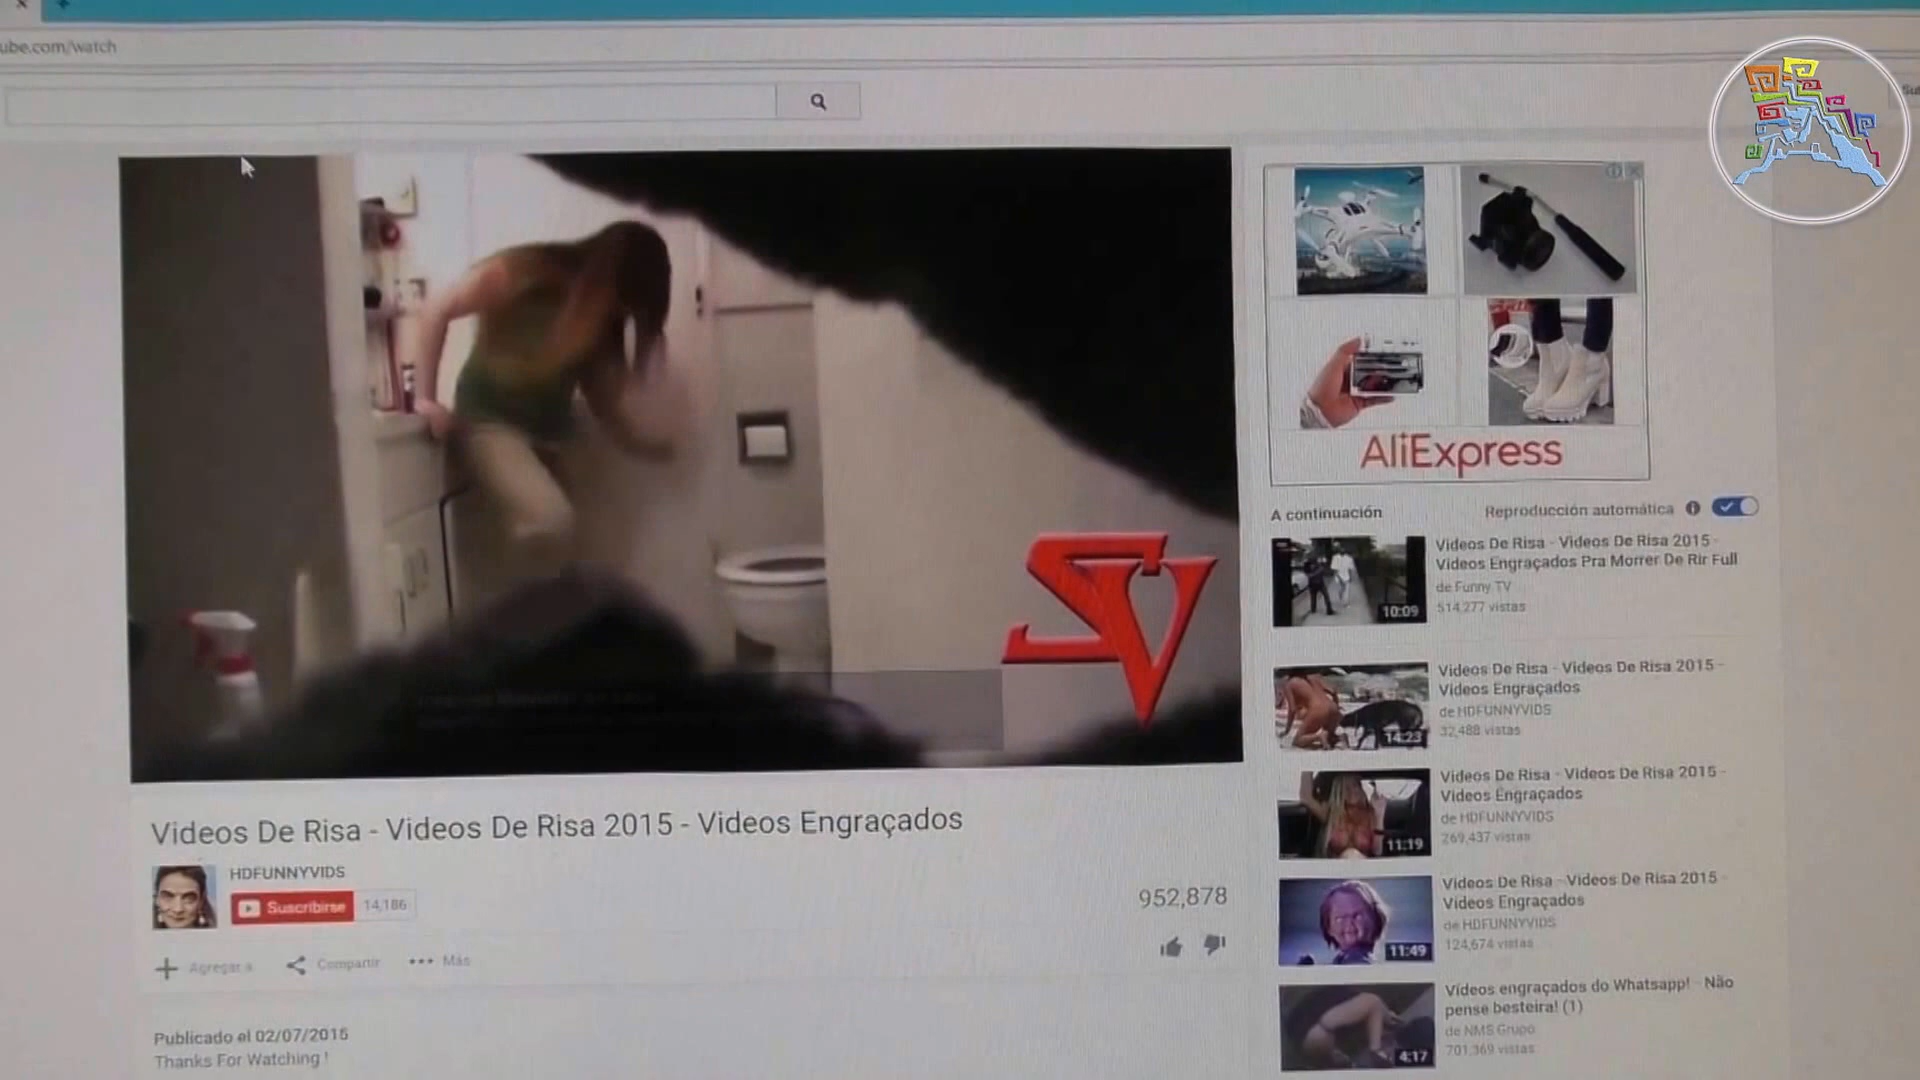 ube.com/watch
Su
AliExpress
A continuación
Reproducción automática
SV
Videos De Risa - Videos De Risa 2015 -
Videos Engraçados Pra Morrer De Rir Full
de Funny TV
514,277 vistas
10:09
Videos De Risa - Videos De Risa 2015 -
Videos Engraçados
de HDFUNNYVIDS
32,488 vistas
14:23
Videos De Risa - Videos De Risa 2015 -
Videos Engraçados
de HDFUNNYVIDS
269,437 vistas
11:19
Videos De Risa - Videos De Risa 2015 -
Videos Engraçados
de HDFUNNYVIDS
124,674 vistas
11:49
Vídeos engraçados do Whatsapp! - Não
pense besteira! (1)
de NMS Grupo
701,369 vistas
4:17
Videos De Risa - Videos De Risa 2015 - Videos Engraçados
HDFUNNYVIDS
Suscribirse 14,186
952,878
Agregar a Compartir Más
Publicado el 02/07/2015
Thanks For Watching !